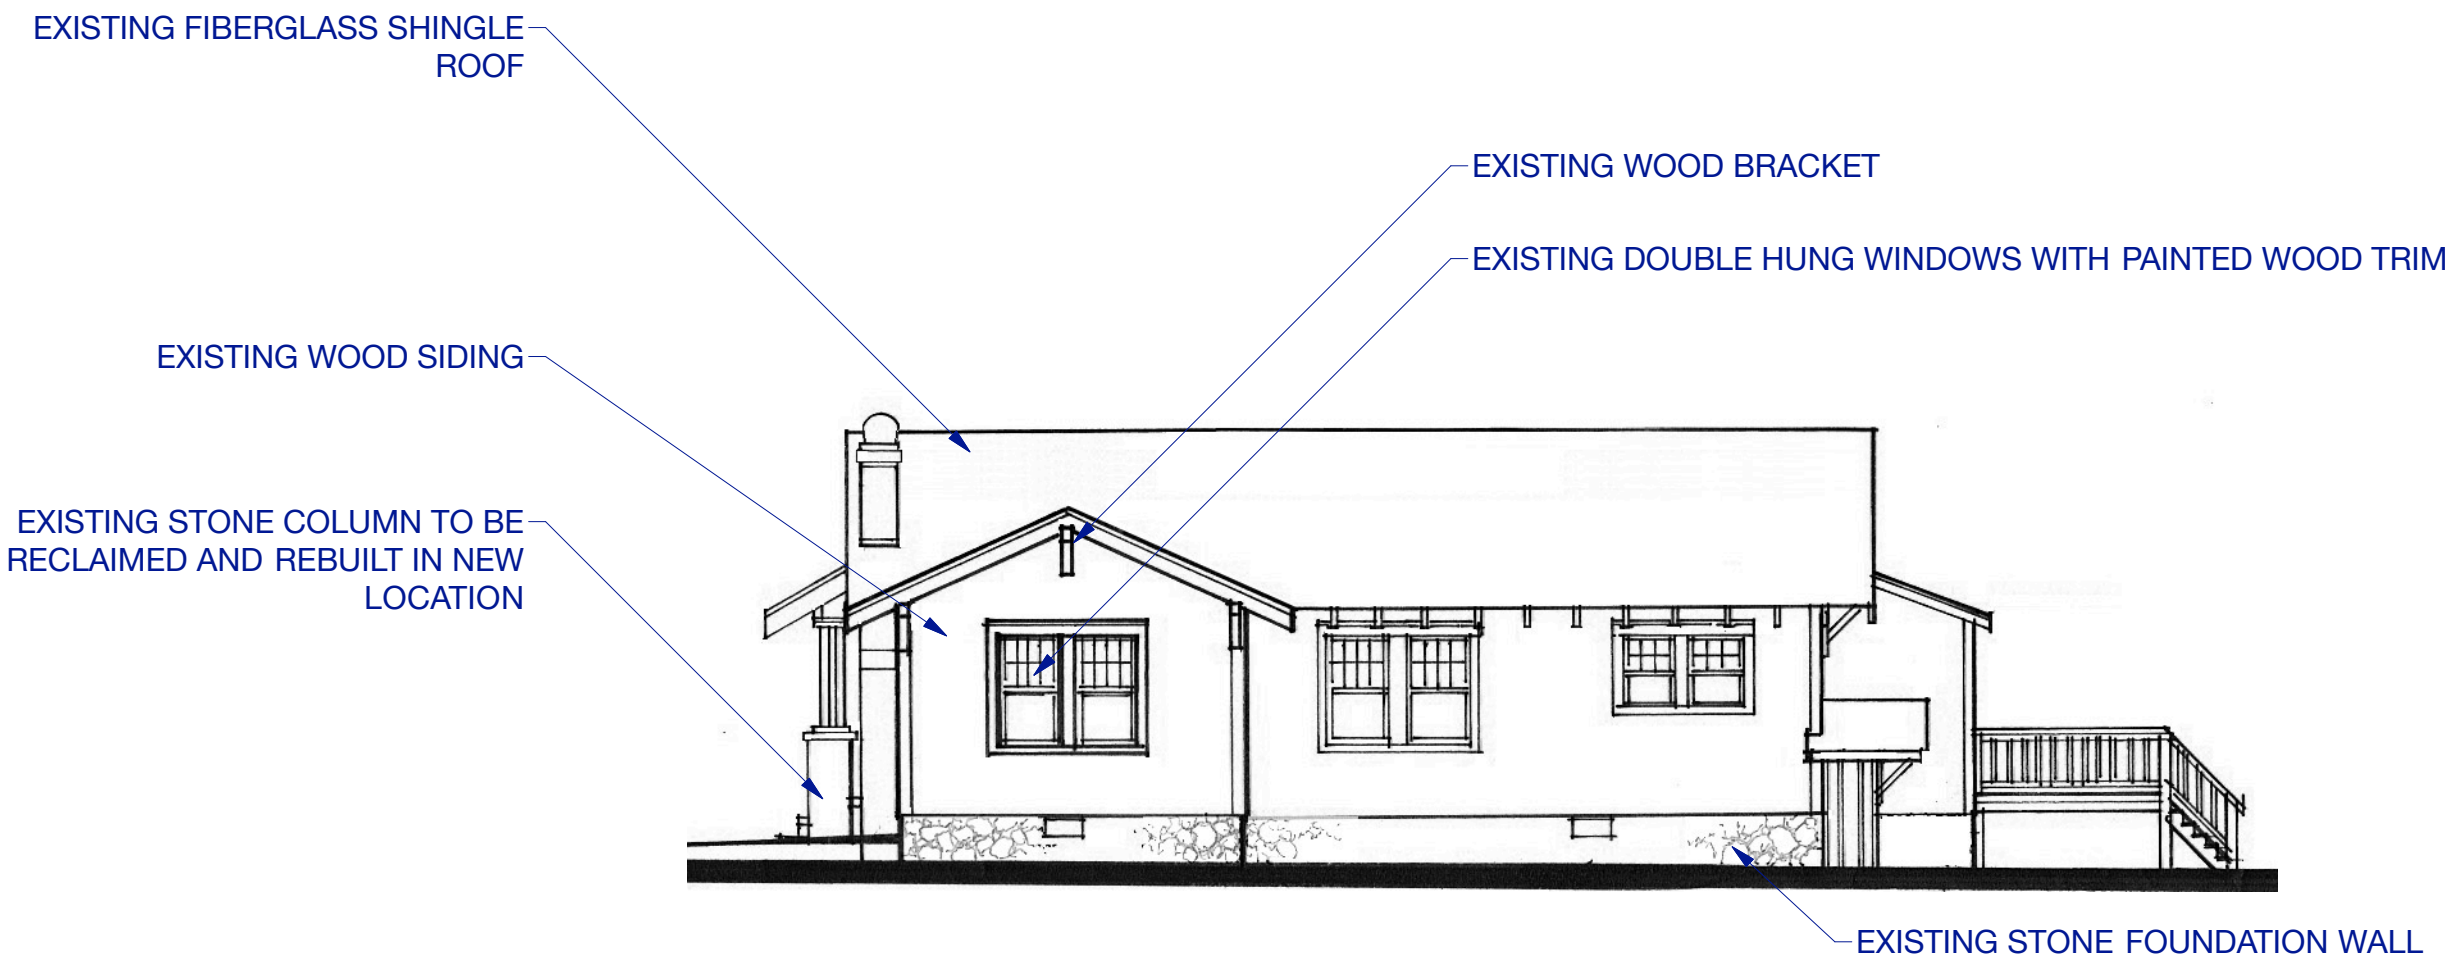 EXISTING FIBERGLASS SHINGLE
ROOF
EXISTING WOOD BRACKET
EXISTING DOUBLE HUNG WINDOWS WITH PAINTED WOOD TRIM
EXISTING WOOD SIDING
EXISTING STONE COLUMN TO BE
RECLAIMED AND REBUILT IN NEW
LOCATION
EXISTING STONE FOUNDATION WALL